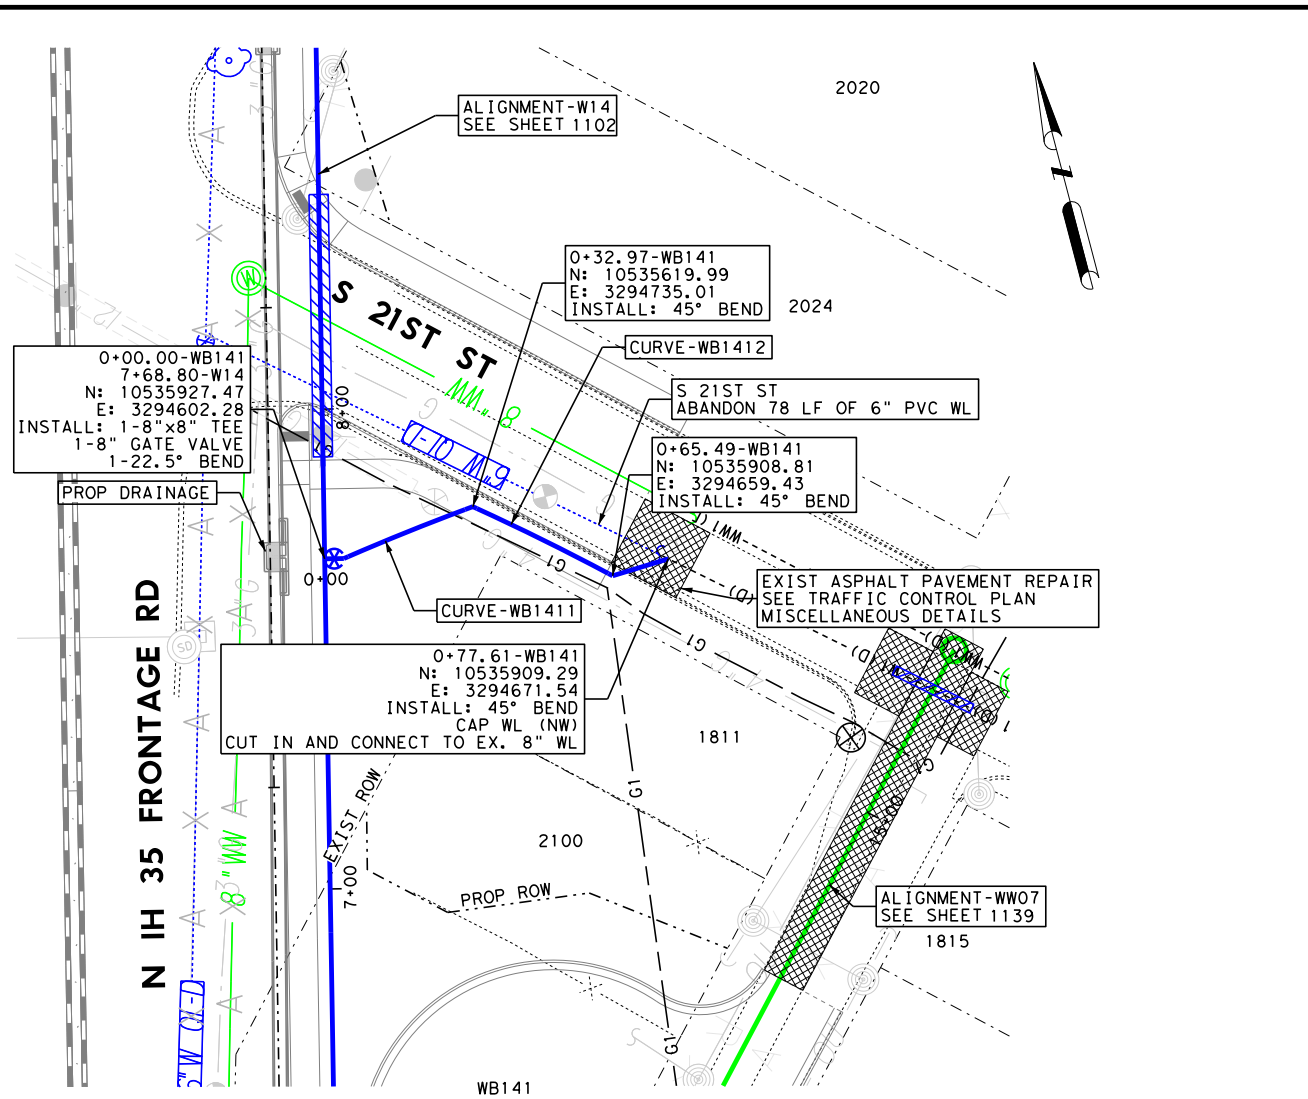 2020
ALIGNMENT-W14
SEE SHEET 1102
0+32.97-WB141
N: 10535619.99
E: 3294735.01
INSTALL: 45° BEND
2024
S 21ST ST
CURVE-WB1412
0+00.00-WB141
7+68.80-W14
N: 10535927.47
E: 3294602.28
INSTALL: 1-8"x8" TEE
1-8" GATE VALVE
1-22.5° BEND
S 21ST ST
ABANDON 78 LF OF 6" PVC WL
8+00
8 "WW
0+65.49-WB141
N: 10535908.81
E: 3294659.43
INSTALL: 45° BEND
PROP DRAINAGE
0+00
G1
EXIST ASPHALT PAVEMENT REPAIR
SEE TRAFFIC CONTROL PLAN
MISCELLANEOUS DETAILS
CURVE-WB1411
G1
0+77.61-WB141
N: 10535909.29
E: 3294671.54
INSTALL: 45° BEND
CAP WL (NW)
CUT IN AND CONNECT TO EX. 8" WL
N IH 35 FRONTAGE RD
1811
G1
EXIST ROW
2100
8"WW
7+00
PROP ROW
ALIGNMENT-WW07
SEE SHEET 1139
1815
G1
WB141